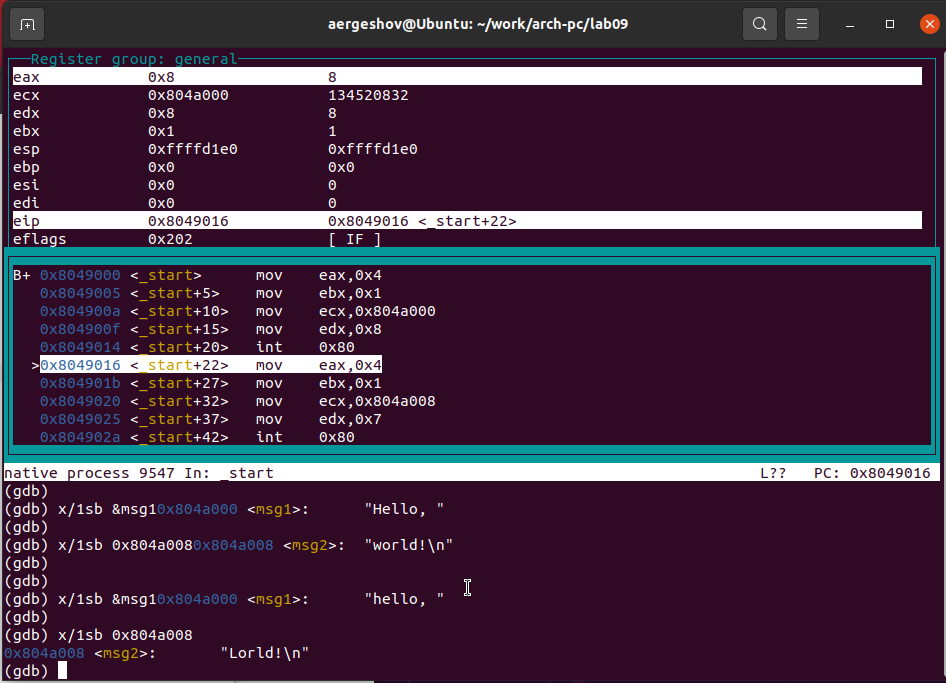 aergeshov@Ubuntu: ~/work/arch-pc/lab09
Register group: general
eax 0x8 8
ecx 0x804a000 134520832
edx 0x8 8
ebx 0x1 1
esp 0xffffd1e0 0xffffd1e0
ebp 0x0 0x0
esi 0x0 0
edi 0x0 0
eip 0x8049016 0x8049016 <_start+22>
eflags 0x202 [ IF ]
B+ 0x8049000 <_start> mov eax,0x4
0x8049005 <_start+5> mov ebx,0x1
0x804900a <_start+10> mov ecx,0x804a000
0x804900f <_start+15> mov edx,0x8
0x8049014 <_start+20> int 0x80
>0x8049016 <_start+22> mov eax,0x4
0x804901b <_start+27> mov ebx,0x1
0x8049020 <_start+32> mov ecx,0x804a008
0x8049025 <_start+37> mov edx,0x7
0x804902a <_start+42> int 0x80
native process 9547 In: _start L?? PC: 0x8049016
(gdb)
(gdb) x/1sb &msg10x804a000 <msg1>: "Hello, "
(gdb)
(gdb) x/1sb 0x804a0080x804a008 <msg2>: "world!\n"
(gdb)
(gdb)
(gdb) x/1sb &msg10x804a000 <msg1>: "hello, "
(gdb)
(gdb) x/1sb 0x804a008
0x804a008 <msg2>: "Lorld!\n"
(gdb)